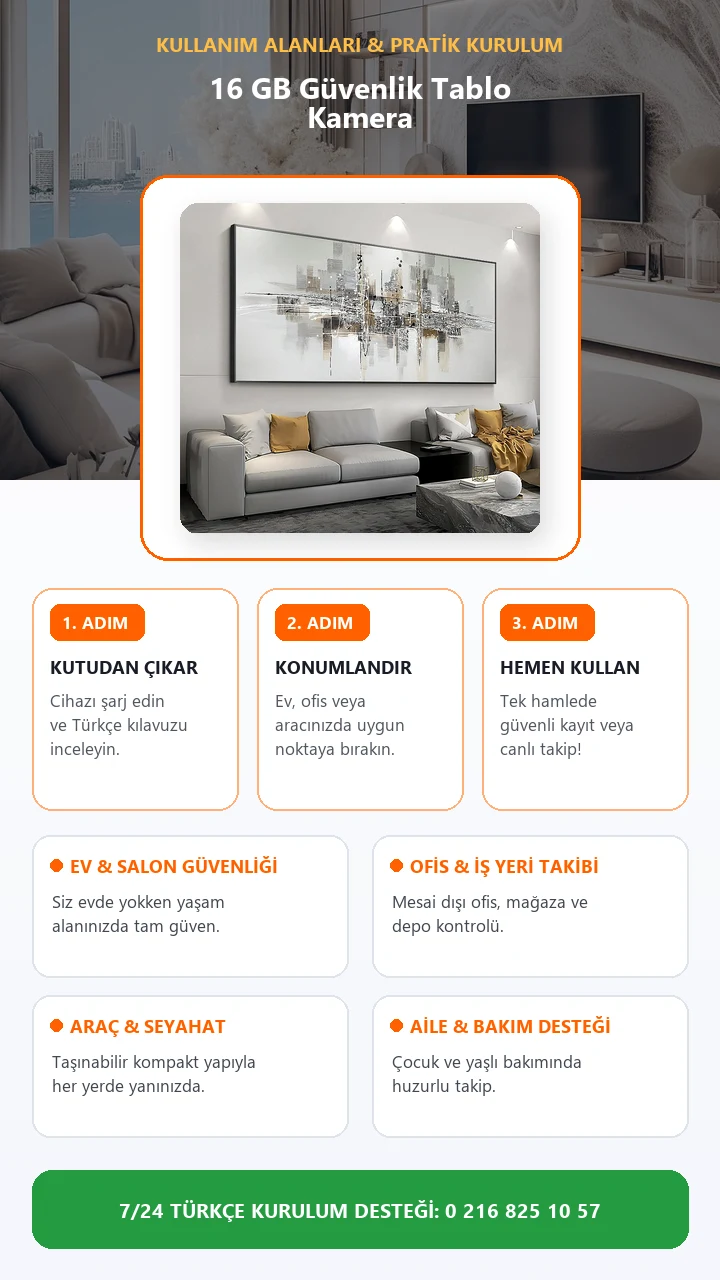 KULLANIM ALANLARI & PRATİK KURULUM
16 GB Güvenlik Tablo
Kamera
1. ADIM
KUTUDAN ÇIKAR
Cihazı şarj edin
ve Türkçe kılavuzu
inceleyin.
2. ADIM
KONUMLANDIR
Ev, ofis veya
aracınızda uygun
noktaya bırakın.
3. ADIM
HEMEN KULLAN
Tek hamlede
güvenli kayıt veya
canlı takip!
EV & SALON GÜVENLİĞİ
Siz evde yokken yaşam
alanınızda tam güven.
OFİS & İŞ YERİ TAKİBİ
Mesai dışı ofis, mağaza ve
depo kontrolü.
ARAÇ & SEYAHAT
Taşınabilir kompakt yapıyla
her yerde yanınızda.
AİLE & BAKIM DESTEĞİ
Çocuk ve yaşlı bakımında
huzurlu takip.
7/24 TÜRKÇE KURULUM DESTEĞİ: 0 216 825 10 57